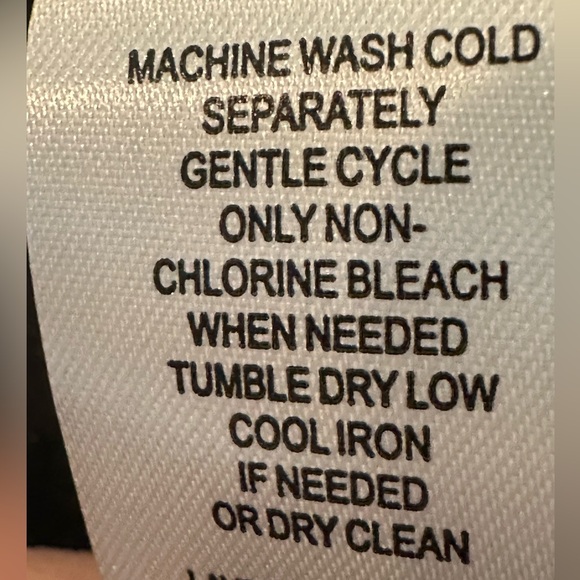 MACHINE WASH COLD
SEPARATELY
GENTLE CYCLE
ONLY NON-
CHLORINE BLEACH
WHEN NEEDED
TUMBLE DRY LOW
COOL IRON
IF NEEDED
OR DRY CLEAN